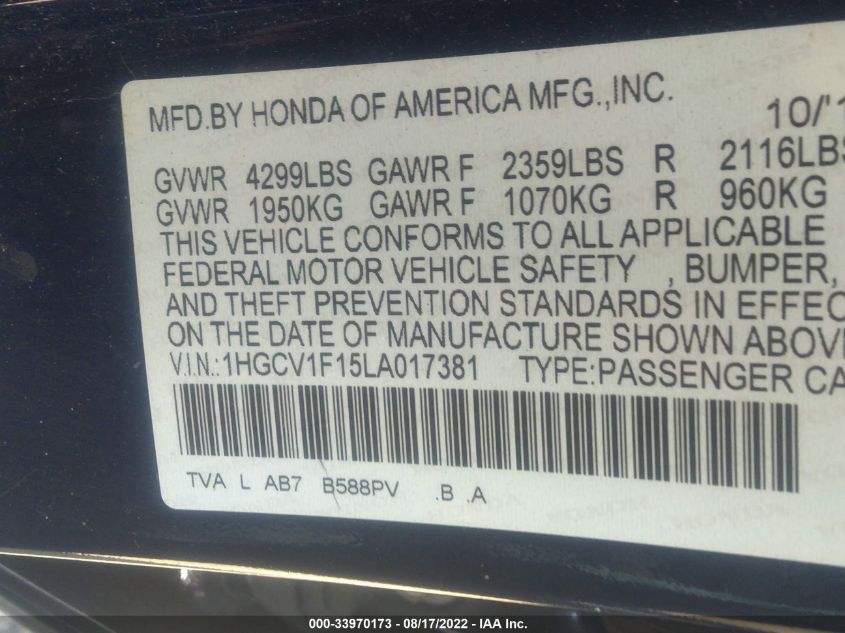 MFD.BY HONDA OF AMERICA MFG.,INC. 10/'1
GVWR 4299LBS GAWR F 2359LBS R 2116LBS
GVWR 1950KG GAWR F 1070KG R 960KG
THIS VEHICLE CONFORMS TO ALL APPLICABLE
FEDERAL MOTOR VEHICLE SAFETY , BUMPER,
AND THEFT PREVENTION STANDARDS IN EFFEC
ON THE DATE OF MANUFACTURE SHOWN ABOVE
V.I.N.:1HGCV1F15LA017381 TYPE:PASSENGER CA
TVA L AB7 B588PV .B .A
000-33970173 — 08/17/2022 — IAA Inc.